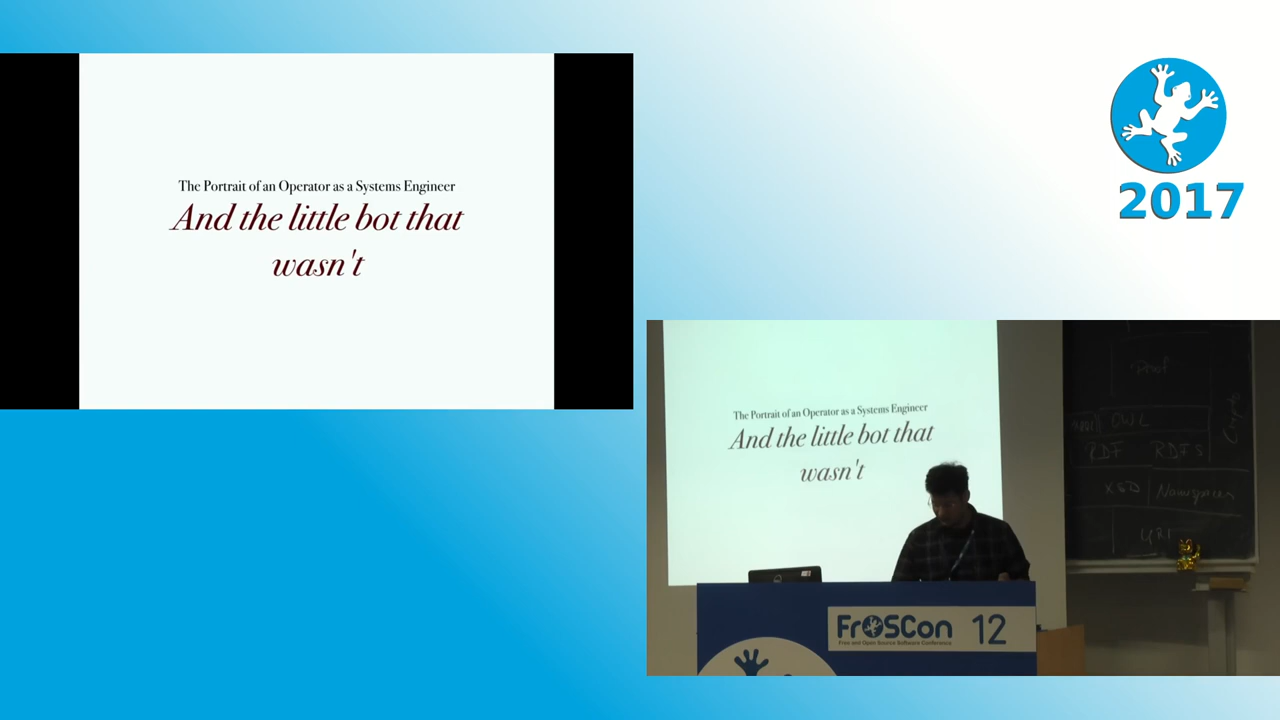 The Portrait of an Operator as a Systems Engineer
And the little bot that
wasn't
2017
The Portrait of an Operator as a Systems Engineer
And the little bot that
wasn't
Proof
OWL
RDF RDFS
XSD Namespaces
URI
FrOSCon 12
Free and Open Source Software Conference